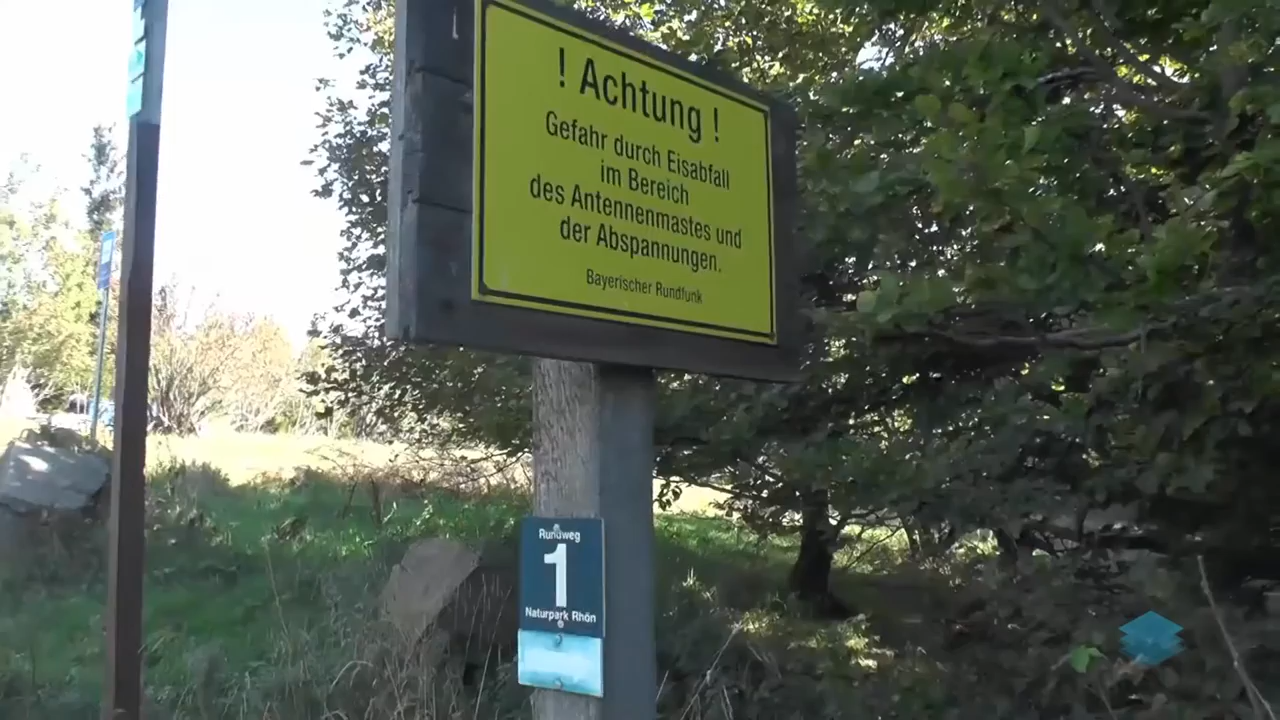 ! Achtung !
Gefahr durch Eisabfall
im Bereich
des Antennenmastes und
der Abspannungen.
Bayerischer Rundfunk
Rundweg
1
Naturpark Rhön